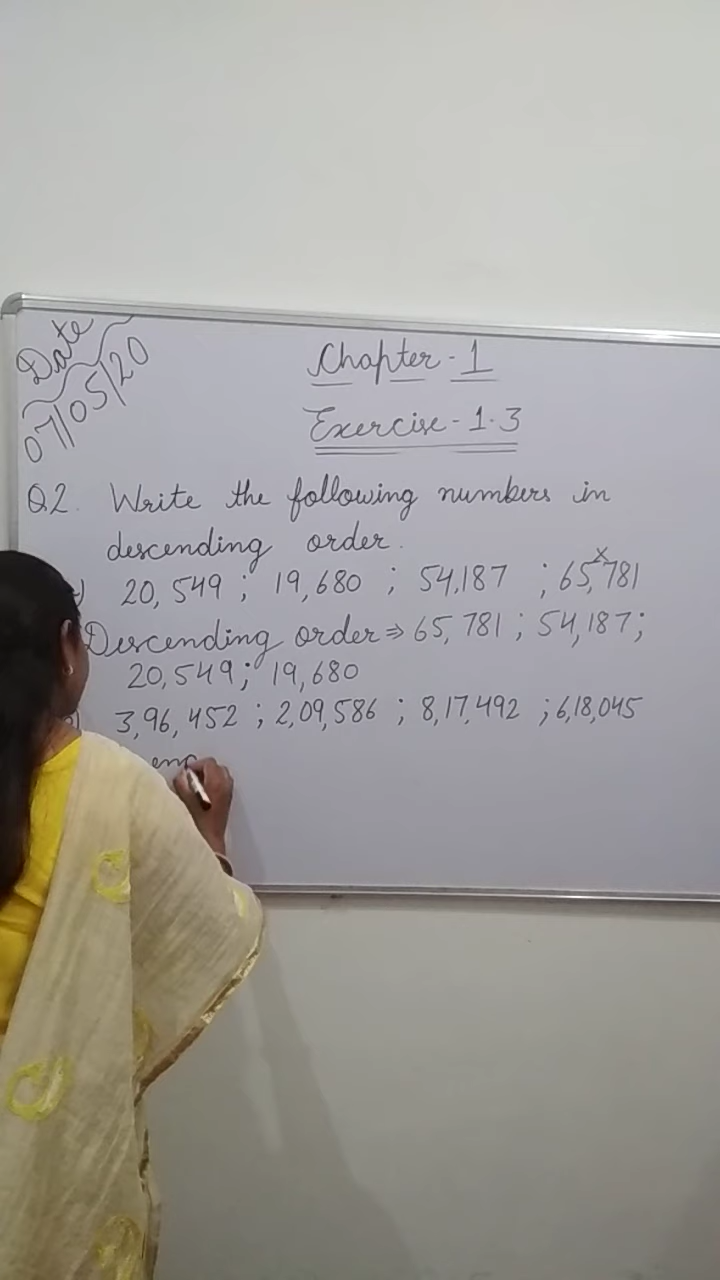 Date
07/05/20
Chapter - 1
Exercise - 1.3
Q2. Write the following numbers in
descending order.
) 20,549 ; 19,680 ; 54,187 ; 65,781
Descending order ⇒ 65,781 ; 54,187 ;
20,549 ; 19,680
) 3,96,452 ; 2,09,586 ; 8,17,492 ; 6,18,045